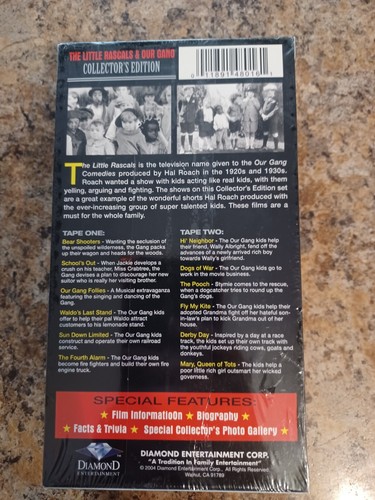 THE LITTLE RASCALS & OUR GANG
COLLECTOR'S EDITION
The Little Rascals is the television name given to the Our Gang
Comedies produced by Hal Roach in the 1920s and 1930s.
Roach wanted a show with kids acting like real kids, with them
yelling, arguing and fighting. The shows on this Collector's Edition set
are a great example of the wonderful shorts Hal Roach produced with
the ever-increasing group of super talented kids. These films are a
must for the whole family.
TAPE ONE:
Bear Shooters - Wanting the seclusion of
the unspoiled wilderness, the Gang packs
up their wagon and heads for the woods.
School's Out - When Jackie develops a
crush on his teacher, Miss Crabtree, the
Gang devises a plan to discourage her new
suitor who is really her visiting brother.
Our Gang Follies - A Musical extravaganza
featuring the singing and dancing of the
Gang.
Waldo's Last Stand - The Our Gang kids
offer to help their pal Waldo attract
customers to his lemonade stand.
Sun Down Limited - The Our Gang kids
construct and operate their own railroad
service.
The Fourth Alarm - The Our Gang kids
become fire fighters and build their own fire
engine truck.
TAPE TWO:
Hi' Neighbor - The Our Gang kids help
their friend, Wally Albright, fend off the
advances of a newly arrived rich boy
towards Wally's girlfriend.
Dogs of War - The Our Gang kids go to
work in the movie business.
The Pooch - Stymie comes to the rescue,
when a dogcatcher tries to round up the
Gang's dogs.
Fly My Kite - The Our Gang kids help their
adopted Grandma fight off her hateful son-
in-law's plan to kick Grandma out of her
house.
Derby Day - Inspired by a day at a race
track, the kids set up their own track with
the youthful jockeys riding cows, goats and
donkeys.
Mary, Queen of Tots - The kids help a
poor little rich girl outsmart her wicked
governess.
SPECIAL FEATURES
★ Film Information ★ Biography ★
★ Facts & Trivia ★ Special Collector's Photo Gallery ★
DIAMOND
ENTERTAINMENT
DIAMOND ENTERTAINMENT CORP.
"A Tradition In Family Entertainment"
© 2004 Diamond Entertainment Corp., All Rights Reserved.
Walnut, CA 91789